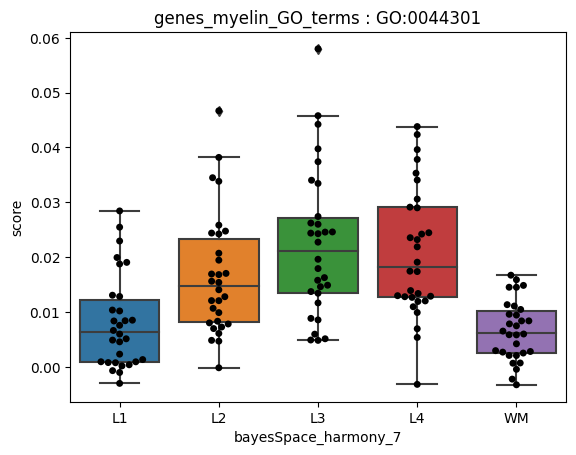 genes_myelin_GO_terms : GO:0044301
0.06
0.05
0.04
0.03
0.02
0.01
0.00
score
L1 L2 L3 L4 WM
bayesSpace_harmony_7